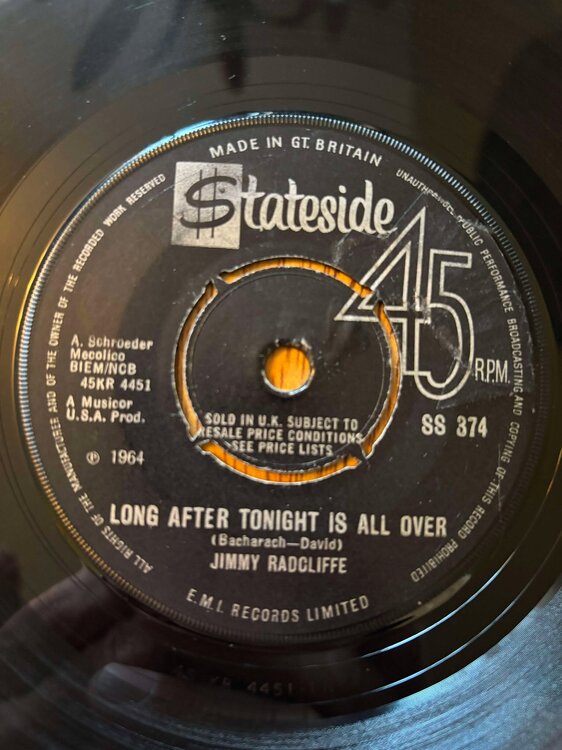 MADE IN GT. BRITAIN
$tateside
45
R.P.M.
UNAUTHORISED PUBLIC PERFORMANCE BROADCASTING AND COPYING OF THIS RECORD PROHIBITED
ALL RIGHTS OF THE MANUFACTURER AND OF THE OWNER OF THE RECORDED WORK RESERVED
A. Schroeder
Mecolico
BIEM/NCB
45KR 4451
A Musicor
U.S.A. Prod.
℗ 1964
SS 374
SOLD IN U.K. SUBJECT TO
RESALE PRICE CONDITIONS
SEE PRICE LISTS
LONG AFTER TONIGHT IS ALL OVER
(Bacharach—David)
JIMMY RADCLIFFE
E.M.I. RECORDS LIMITED
KR 4451